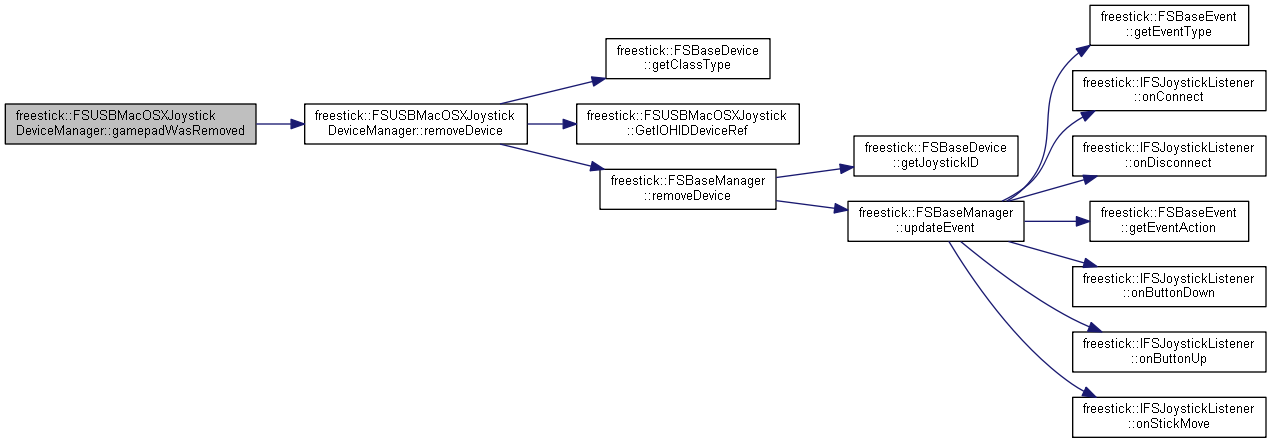 freestick::FSUSBMacOSXJoystick
DeviceManager::gamepadWasRemoved
freestick::FSUSBMacOSXJoystick
DeviceManager::removeDevice
freestick::FSBaseDevice
::getClassType
freestick::FSUSBMacOSXJoystick
::GetIOHIDDeviceRef
freestick::FSBaseManager
::removeDevice
freestick::FSBaseDevice
::getJoystickID
freestick::FSBaseManager
::updateEvent
freestick::FSBaseEvent
::getEventType
freestick::IFSJoystickListener
::onConnect
freestick::IFSJoystickListener
::onDisconnect
freestick::FSBaseEvent
::getEventAction
freestick::IFSJoystickListener
::onButtonDown
freestick::IFSJoystickListener
::onButtonUp
freestick::IFSJoystickListener
::onStickMove